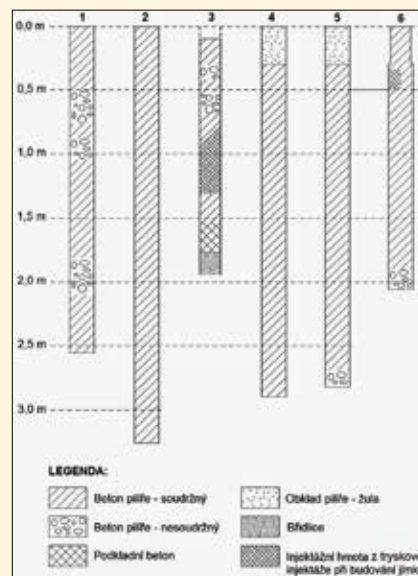 1 2 3 4 5 6
0,0 m
0,5 m
1,0 m
1,5 m
2,0 m
2,5 m
3,0 m
LEGENDA:
Beton pilíře - soudržný
Obklad pilíře - žula
Beton pilíře - nesoudržný
Břidlice
Podkladní beton
Injektážní hmota z tryskové
injektáže při budování jímk